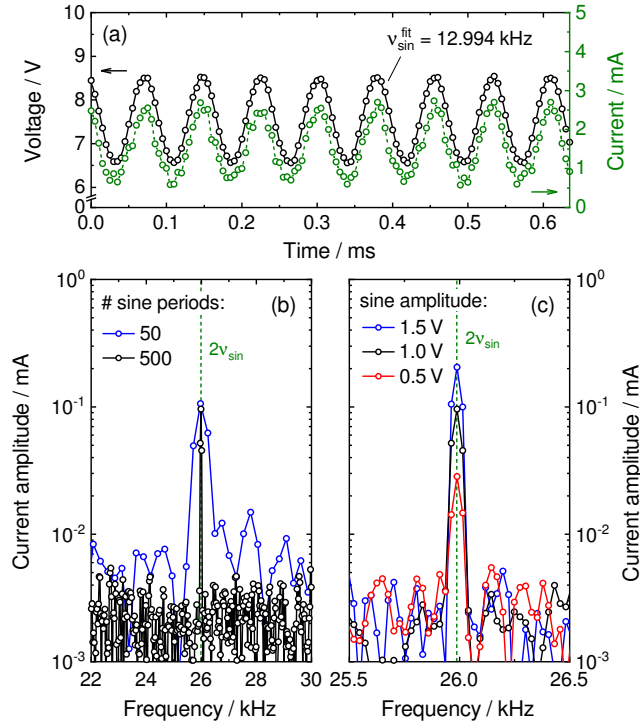 (a)
ν_sin^fit = 12.994 kHz
Voltage / V
10
9
8
7
6
0
Current / mA
5
4
3
2
1
0
0.0 0.1 0.2 0.3 0.4 0.5 0.6
Time / ms
(b)
# sine periods:
50
500
2ν_sin
Current amplitude / mA
10^0
10^-1
10^-2
10^-3
22 24 26 28 30
Frequency / kHz
(c)
sine amplitude:
1.5 V
1.0 V
0.5 V
2ν_sin
Current amplitude / mA
10^0
10^-1
10^-2
10^-3
25.5 26.0 26.5
Frequency / kHz